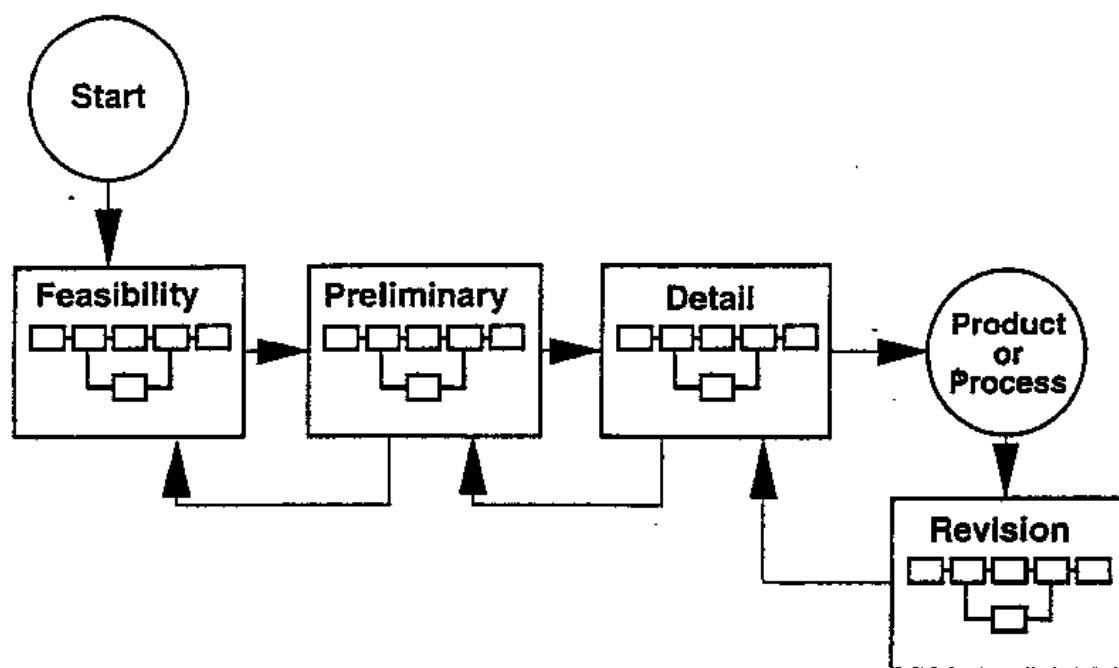 Start
Feasibility
Preliminary
Detail
Product
or
Process
Revision